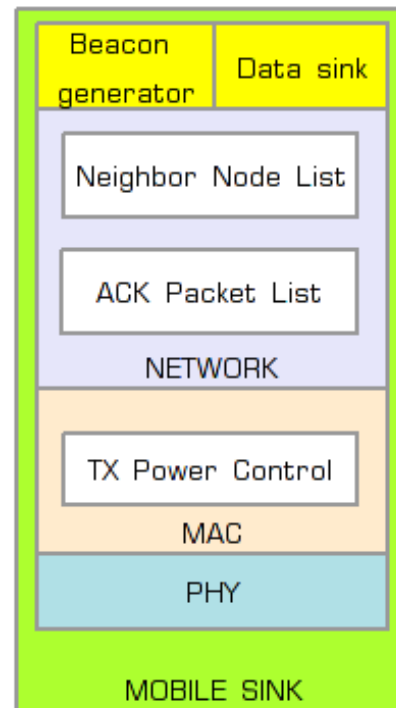 Beacon
generator
Data sink
Neighbor Node List
ACK Packet List
NETWORK
TX Power Control
MAC
PHY
MOBILE SINK